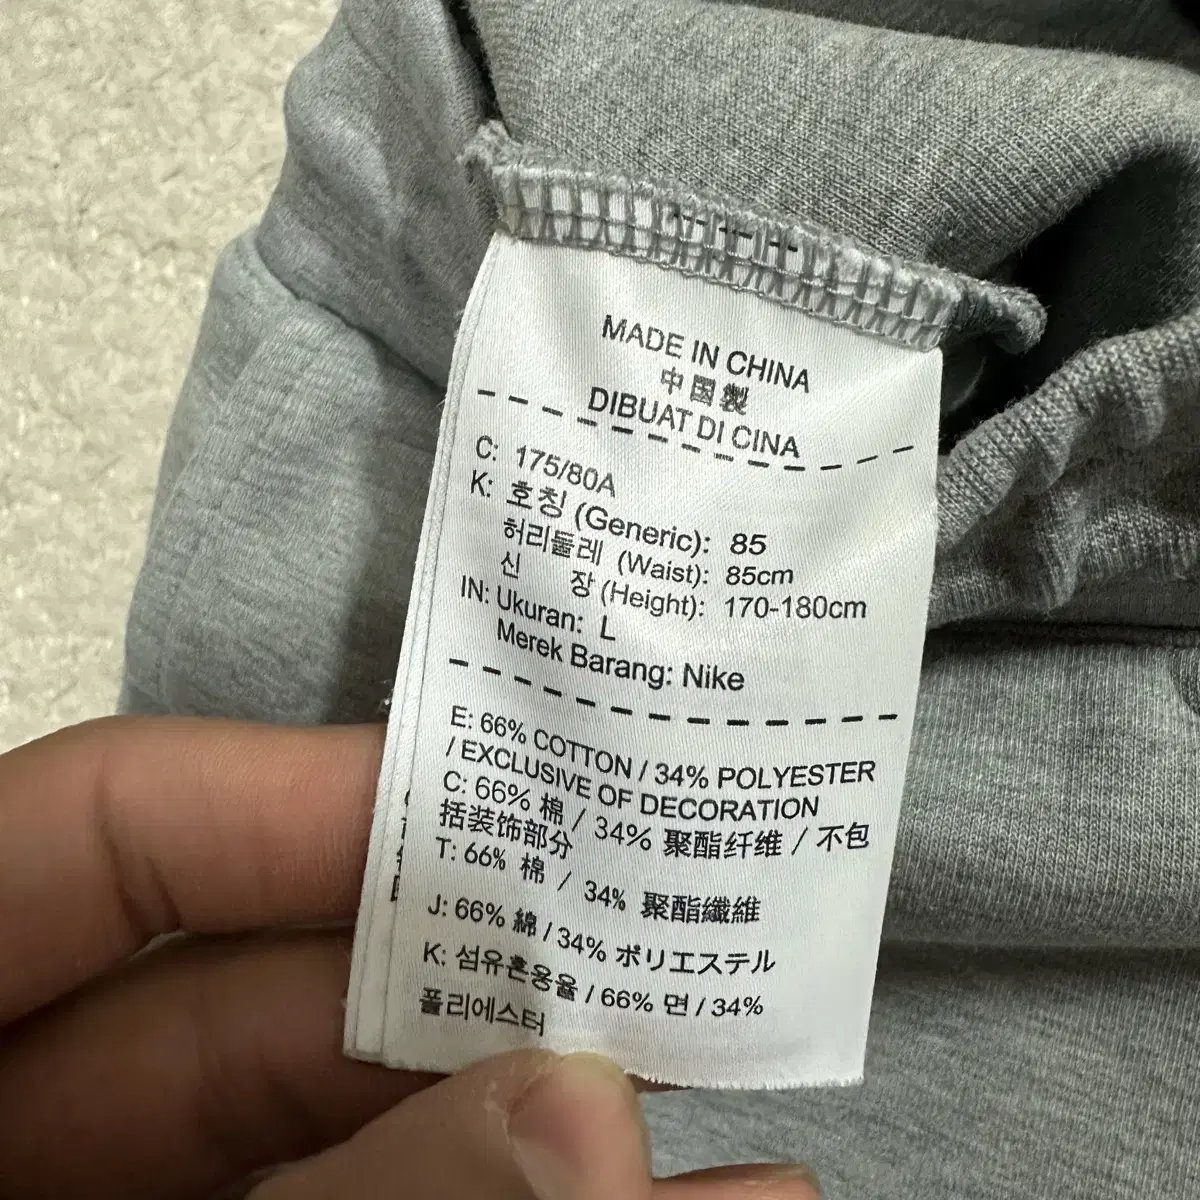 MADE IN CHINA
中国製
DIBUAT DI CINA
C: 175/80A
K: 호칭 (Generic): 85
허리둘레 (Waist): 85cm
신 장 (Height): 170-180cm
IN: Ukuran: L
Merek Barang: Nike
E: 66% COTTON / 34% POLYESTER
/ EXCLUSIVE OF DECORATION
C: 66% 棉 / 34% 聚酯纤维 / 不包
括装饰部分
T: 66% 棉 / 34% 聚酯纖維
J: 66% 綿 / 34% ポリエステル
K: 섬유혼용율 / 66% 면 / 34%
폴리에스터